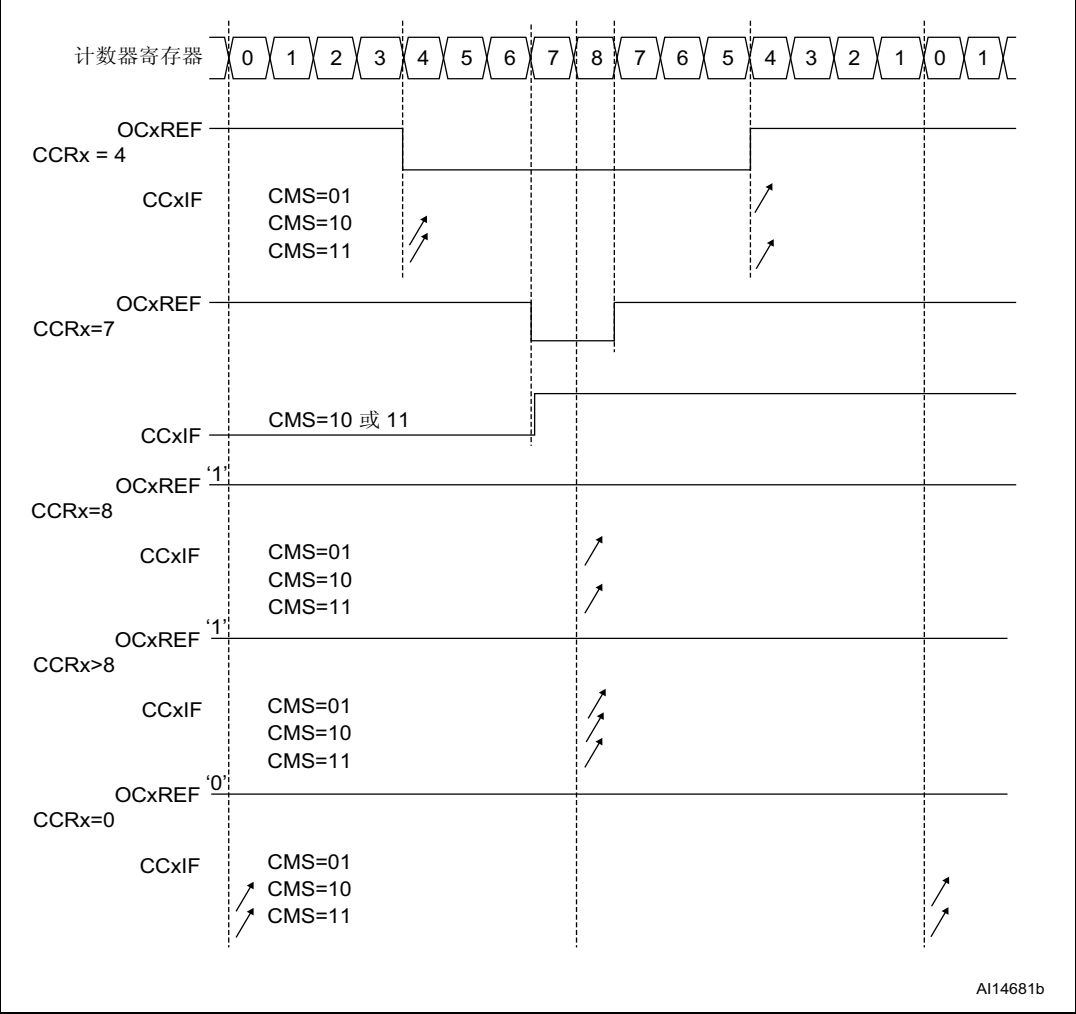 计数器寄存器 0 1 2 3 4 5 6 7 8 7 6 5 4 3 2 1 0 1
OCxREF
CCRx = 4
CCxIF CMS=01
CMS=10
CMS=11
OCxREF
CCRx=7
CMS=10 或 11
CCxIF
OCxREF '1'
CCRx=8
CCxIF CMS=01
CMS=10
CMS=11
OCxREF '1'
CCRx>8
CCxIF CMS=01
CMS=10
CMS=11
OCxREF '0'
CCRx=0
CCxIF CMS=01
CMS=10
CMS=11
AI14681b